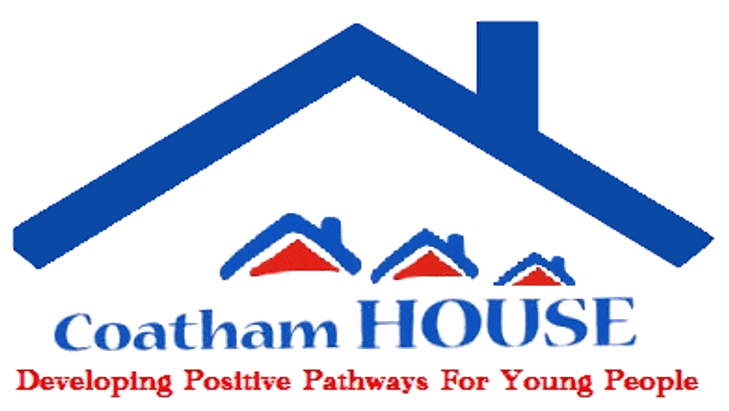 Coatham HOUSE
Developing Positive Pathways For Young People